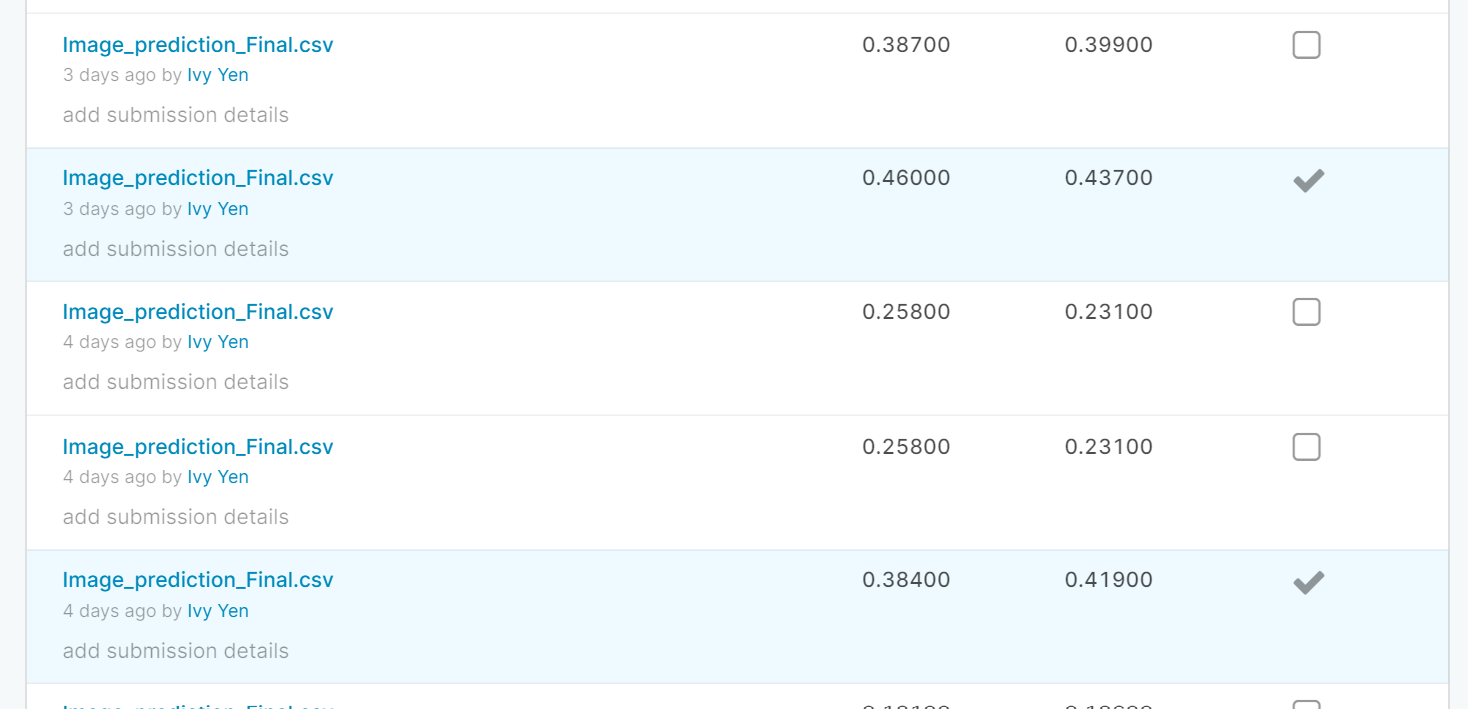 Image_prediction_Final.csv 0.38700 0.39900
3 days ago by Ivy Yen
add submission details
Image_prediction_Final.csv 0.46000 0.43700
3 days ago by Ivy Yen
add submission details
Image_prediction_Final.csv 0.25800 0.23100
4 days ago by Ivy Yen
add submission details
Image_prediction_Final.csv 0.25800 0.23100
4 days ago by Ivy Yen
add submission details
Image_prediction_Final.csv 0.38400 0.41900
4 days ago by Ivy Yen
add submission details
Image_prediction_Final.csv